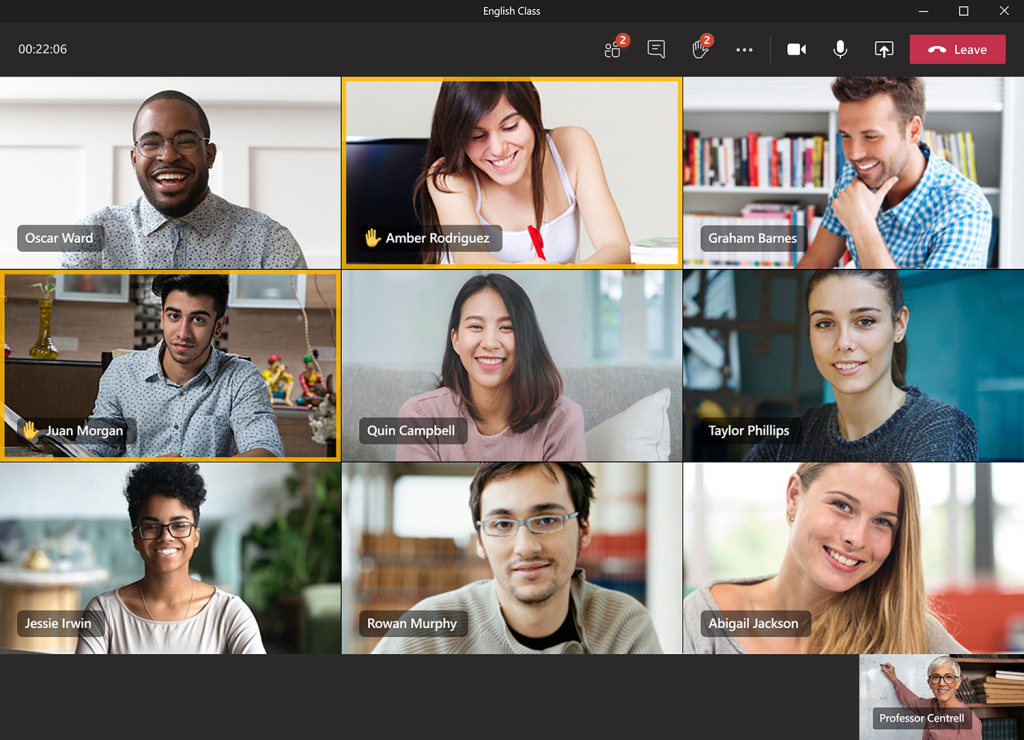 English Class
00:22:06
2
2
Leave
Oscar Ward
Amber Rodriguez
Graham Barnes
Juan Morgan
Quin Campbell
Taylor Phillips
Jessie Irwin
Rowan Murphy
Abigail Jackson
Professor Centrell